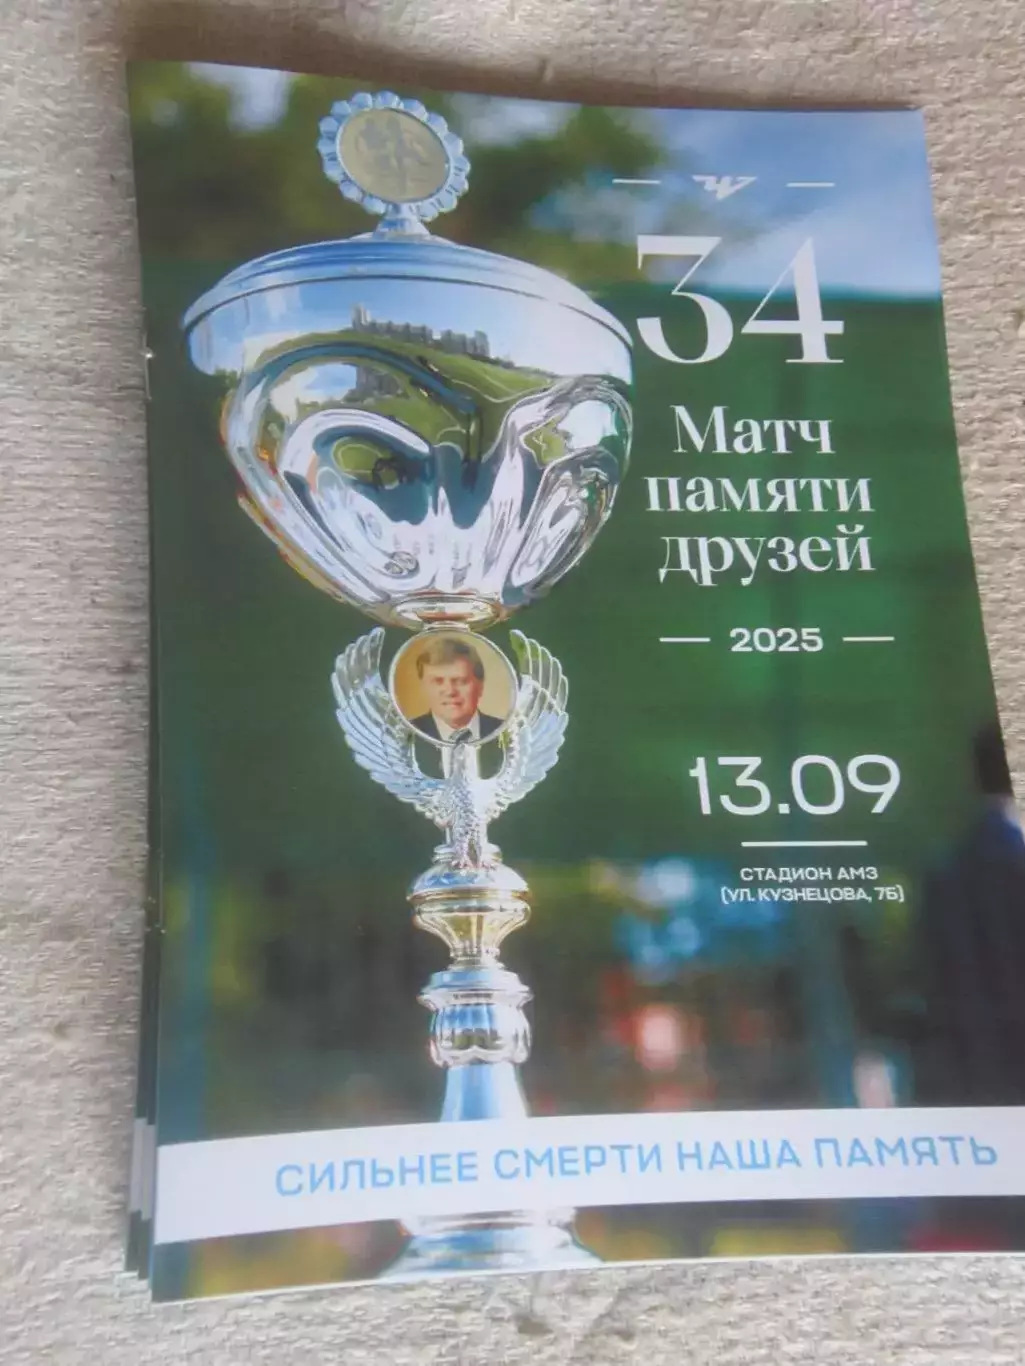 34
Матч
памяти
друзей
2025
13.09
СТАДИОН АМЗ
(УЛ. КУЗНЕЦОВА, 7Б)
СИЛЬНЕЕ СМЕРТИ НАША ПАМЯТЬ